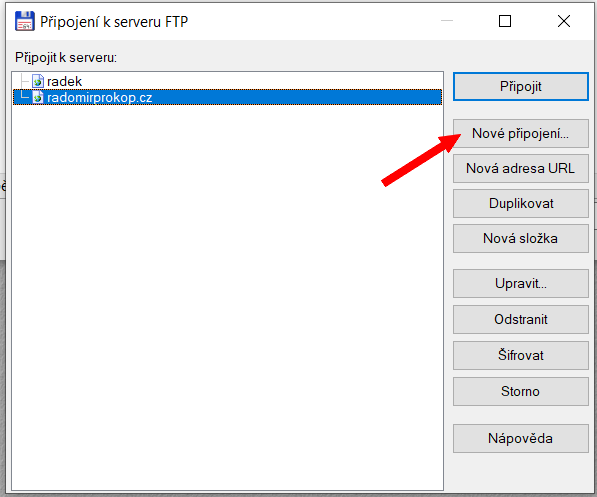 Připojení k serveru FTP
Připojit k serveru:
radek
radomirprokop.cz
Připojit
Nové připojení...
Nová adresa URL
Duplikovat
Nová složka
Upravit...
Odstranit
Šifrovat
Storno
Nápověda